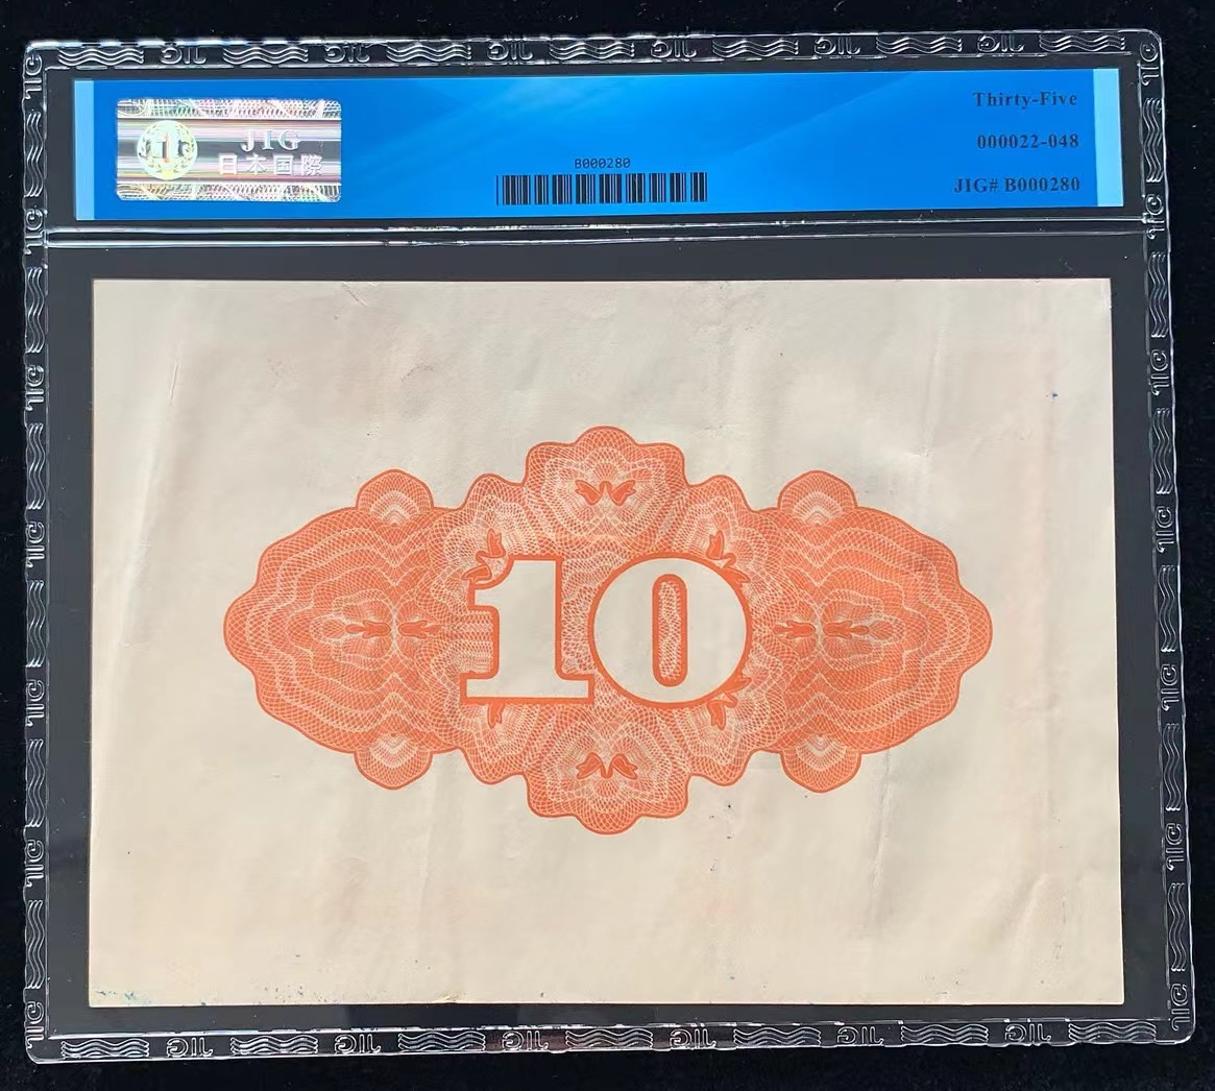 JIG
日本国際
B000280
Thirty-Five
000022-048
JIG# B000280
10